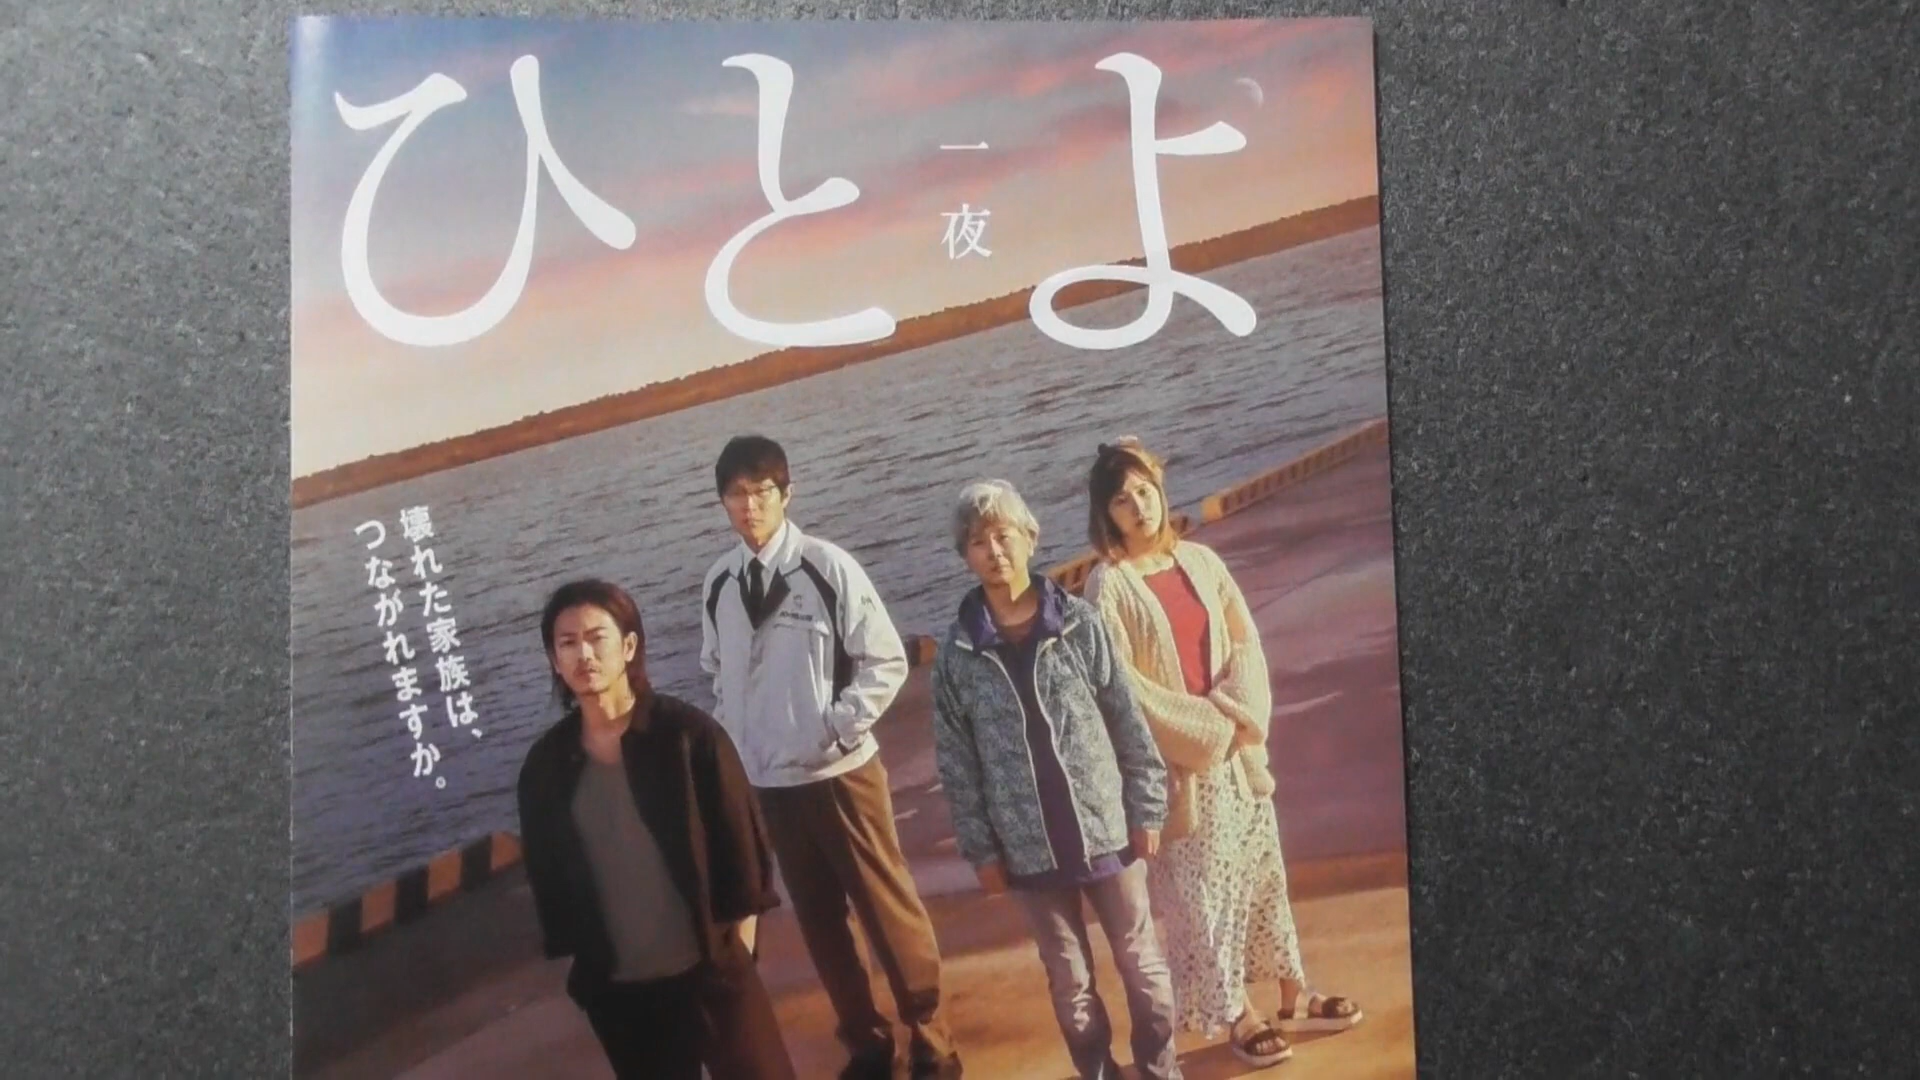 ひとよ
一夜
壊れた家族は、
つながれますか。